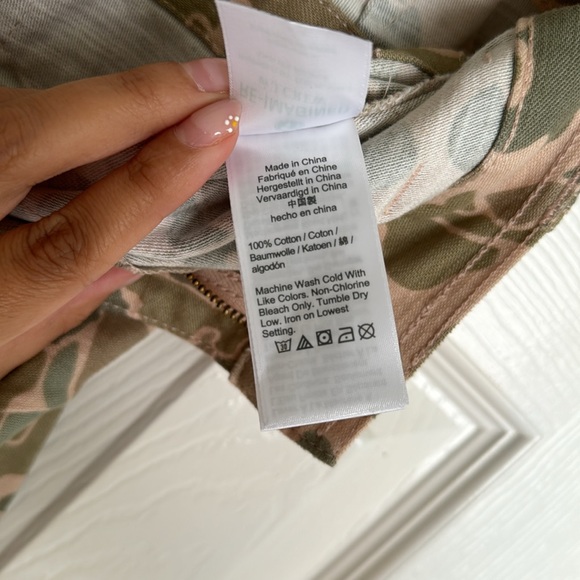 Made in China
Fabriqué en Chine
Hergestellt in China
Vervaardigd in China
中国製
hecho en china
100% Cotton / Coton /
Baumwolle / Katoen / 綿 /
algodón
Machine Wash Cold With
Like Colors. Non-Chlorine
Bleach Only. Tumble Dry
Low. Iron on Lowest
Setting.
30